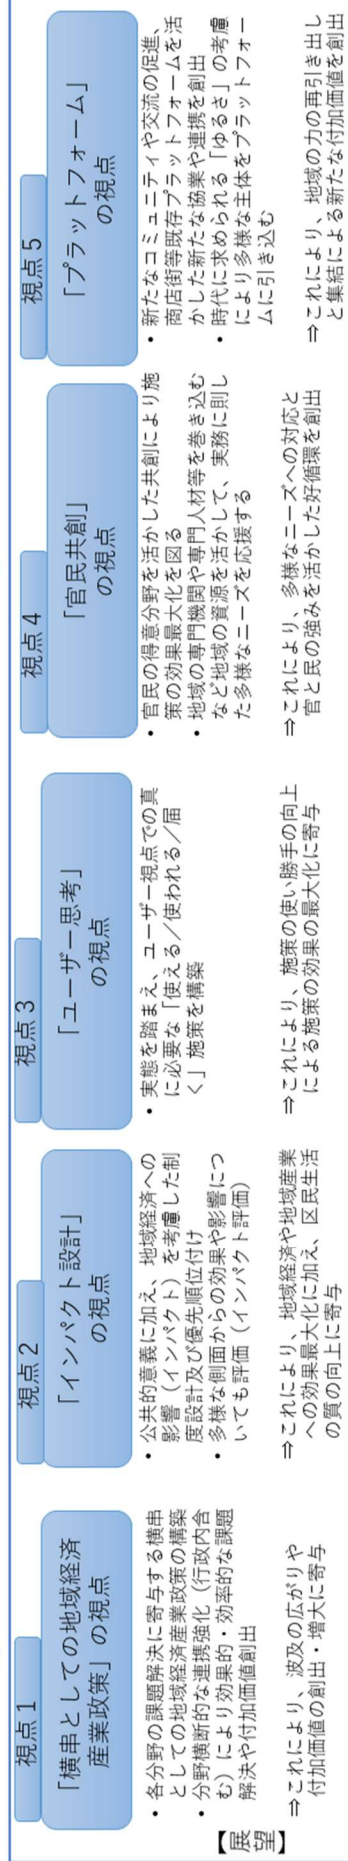 視点1
「横串としての地域経済
産業政策」の視点
・各分野の課題解決に寄与する横串
としての地域経済産業政策の構築
・分野横断的な連携強化（行政内含
む）により効果的・効率的な課題
解決や付加価値創出
【展望】
⇒これにより、波及の広がりや
付加価値の創出・増大に寄与
視点2
「インパクト設計」
の視点
・公共的意義に加え、地域経済への
影響（インパクト）を考慮した制
度設計及び優先順位付け
・多様な側面からの効果や影響につ
いても評価（インパクト評価）
⇒これにより、地域経済や地域産業
への効果最大化に加え、区民生活
の質の向上に寄与
視点3
「ユーザー思考」
の視点
・実態を踏まえ、ユーザー視点での真
に必要な「使える／使われる／届
く」施策を構築
⇒これにより、施策の使い勝手の向上
による施策の効果の最大化に寄与
視点4
「官民共創」
の視点
・官民の得意分野を活かした共創により施
策の効果最大化を図る
・地域の専門機関や専門人材等を巻き込む
など地域の資源を活かして、実務に則し
た多様なニーズを応援する
⇒これにより、多様なニーズへの対応と
官と民の強みを活かした好循環を創出
視点5
「プラットフォーム」
の視点
・新たなコミュニティや交流の促進、
商店街等既存プラットフォームを活
かした新たな協業や連携を創出
・時代に求められる「ゆるさ」の考慮
により多様な主体をプラットフォー
ムに引き込む
⇒これにより、地域の力の再引き出し
と集結による新たな付加価値を創出